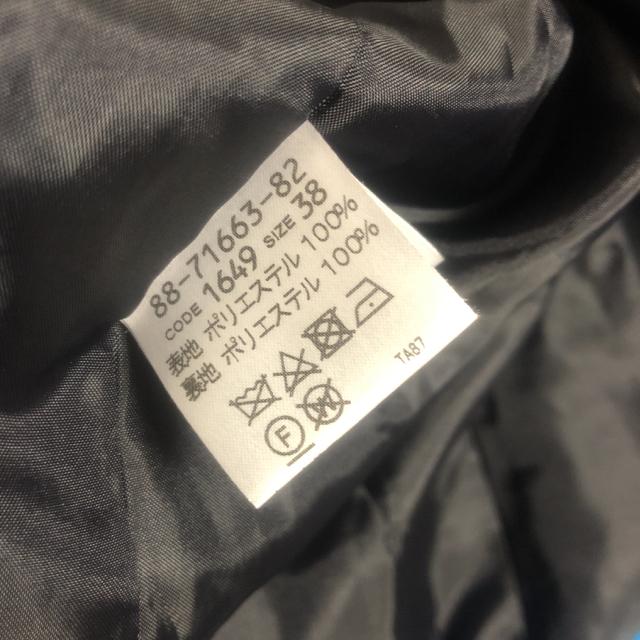 88-71663-82
CODE 1649 SIZE 38
表地 ポリエステル 100%
裏地 ポリエステル 100%
F W
TA67